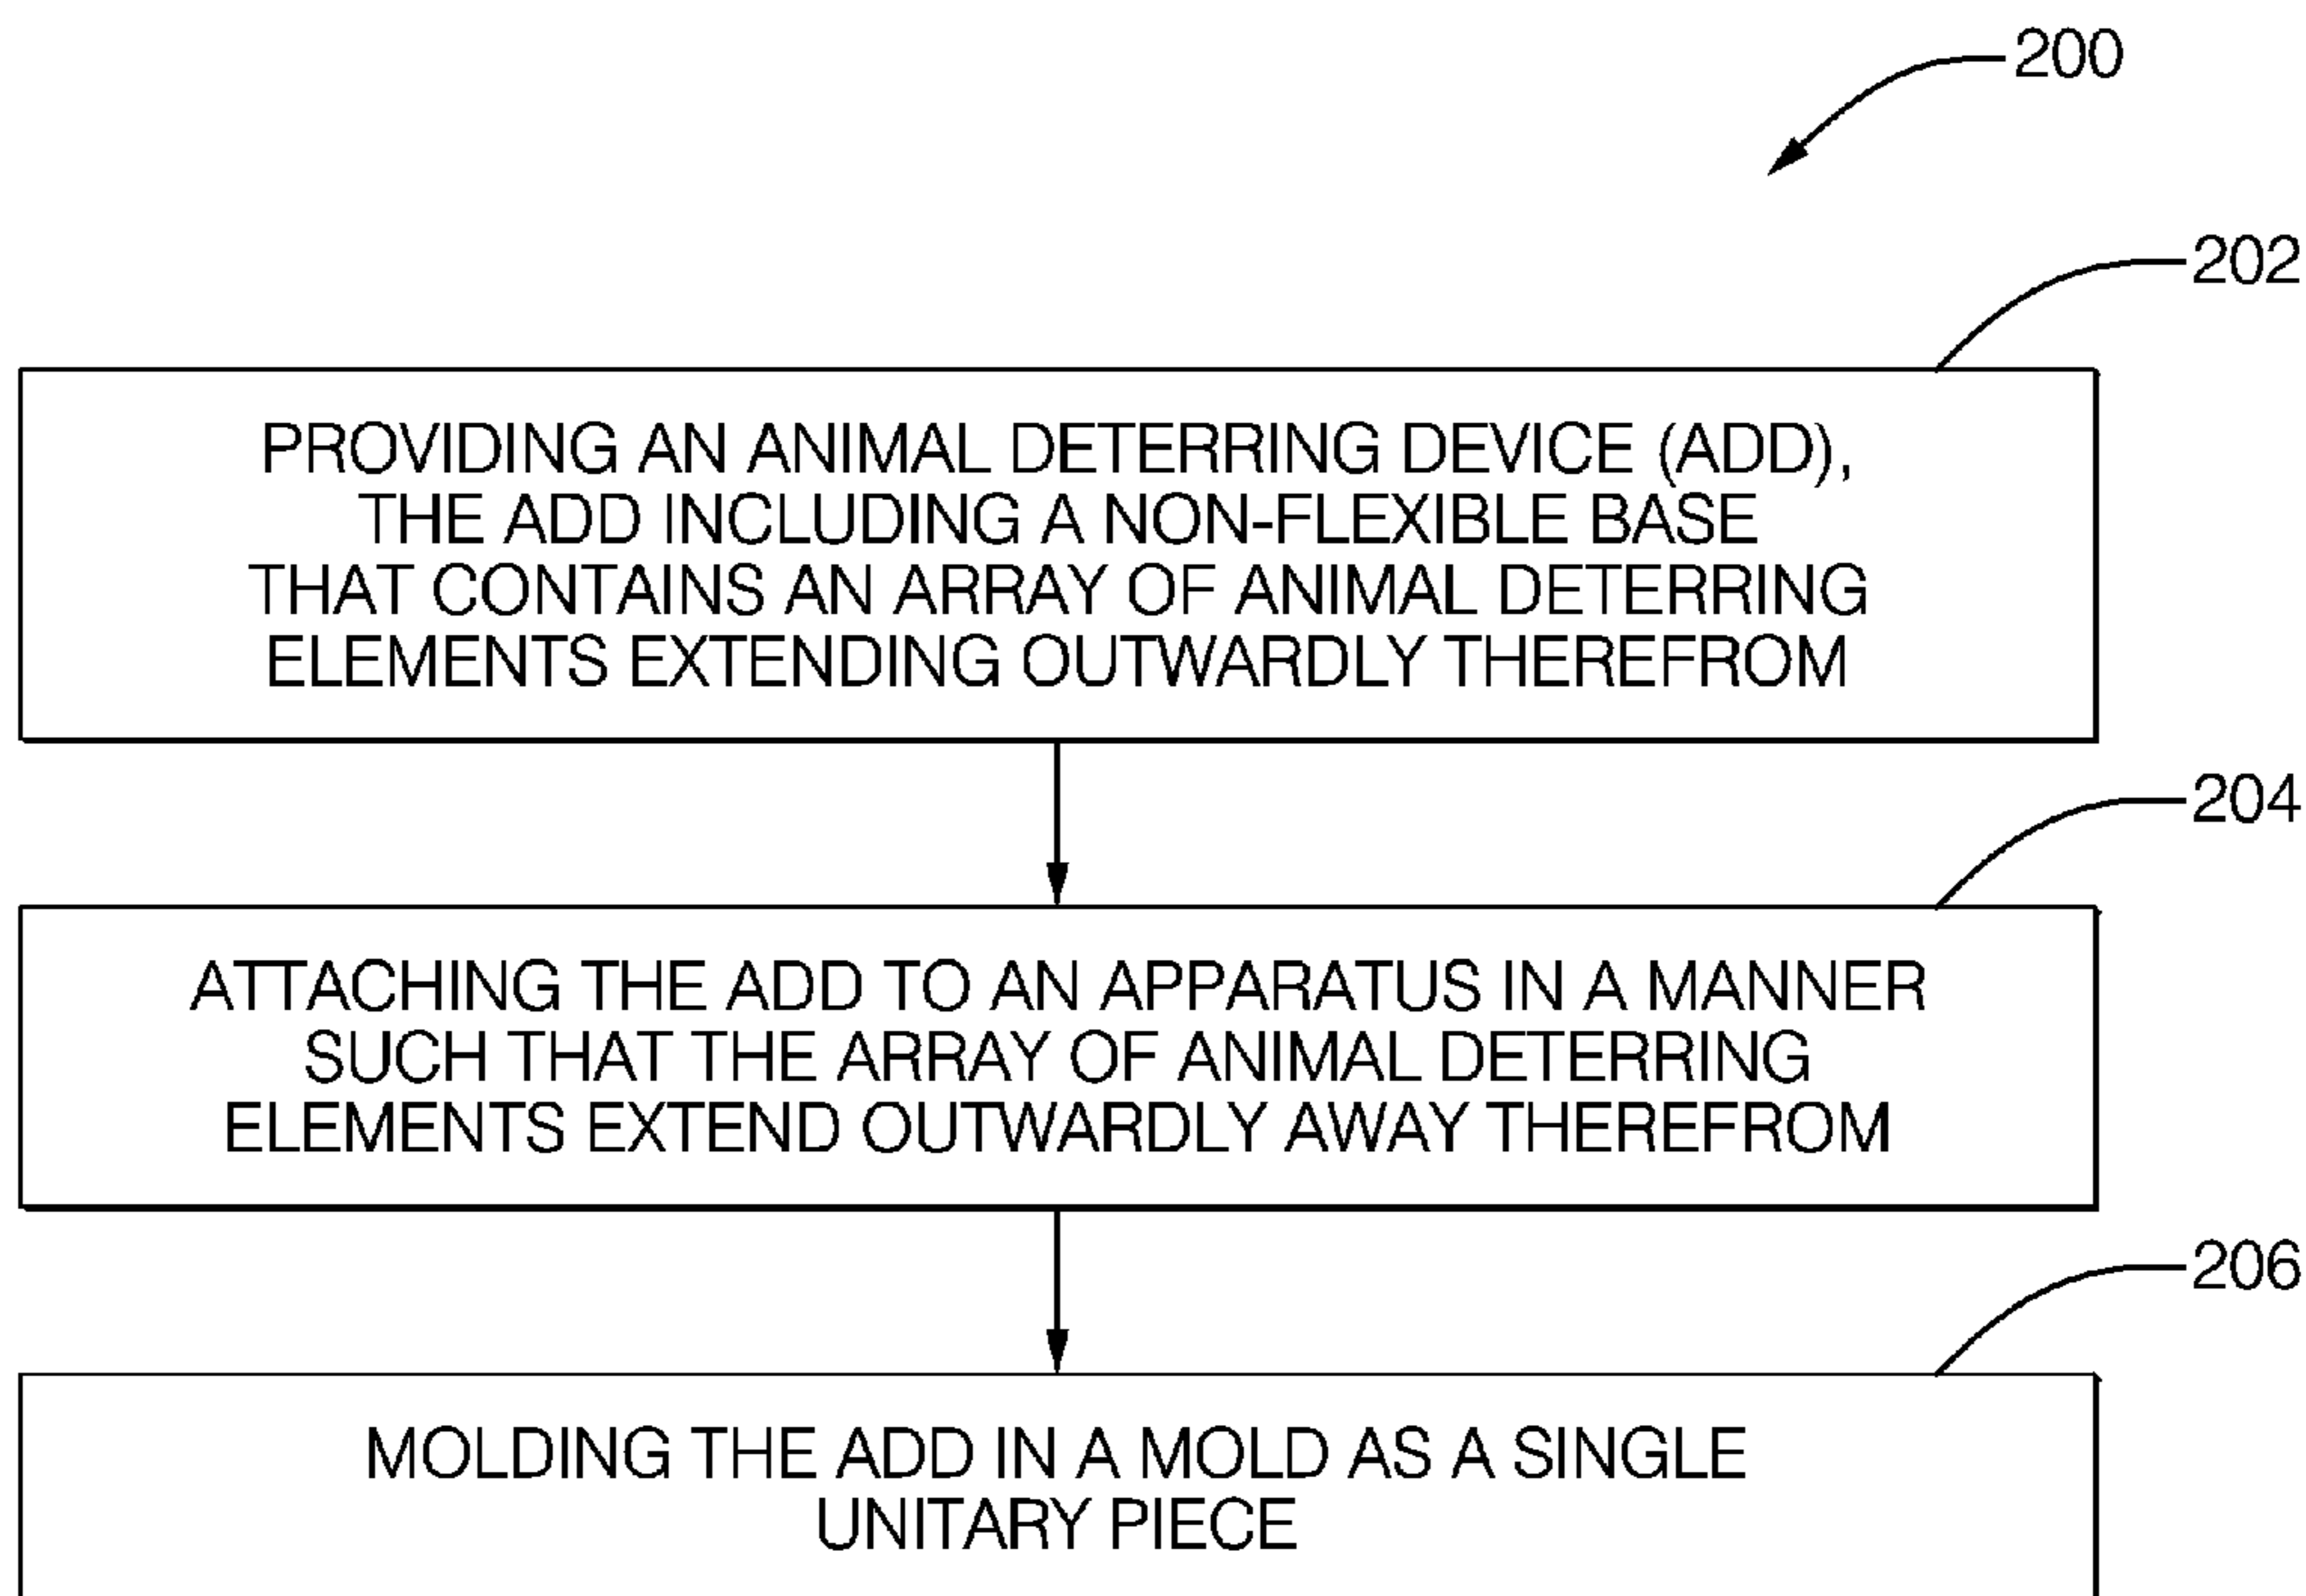 200
202
PROVIDING AN ANIMAL DETERRING DEVICE (ADD),
THE ADD INCLUDING A NON-FLEXIBLE BASE
THAT CONTAINS AN ARRAY OF ANIMAL DETERRING
ELEMENTS EXTENDING OUTWARDLY THEREFROM
204
ATTACHING THE ADD TO AN APPARATUS IN A MANNER
SUCH THAT THE ARRAY OF ANIMAL DETERRING
ELEMENTS EXTEND OUTWARDLY AWAY THEREFROM
206
MOLDING THE ADD IN A MOLD AS A SINGLE
UNITARY PIECE